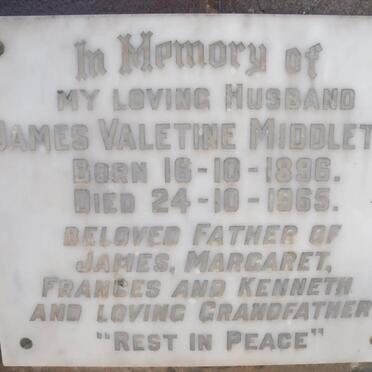 In Memory of
MY LOVING HUSBAND
JAMES VALETINE MIDDLET
BORN 16-10-1896.
DIED 24-10-1965.
BELOVED FATHER OF
JAMES, MARGARET,
FRANCES AND KENNETH
AND LOVING GRANDFATHER
"REST IN PEACE"